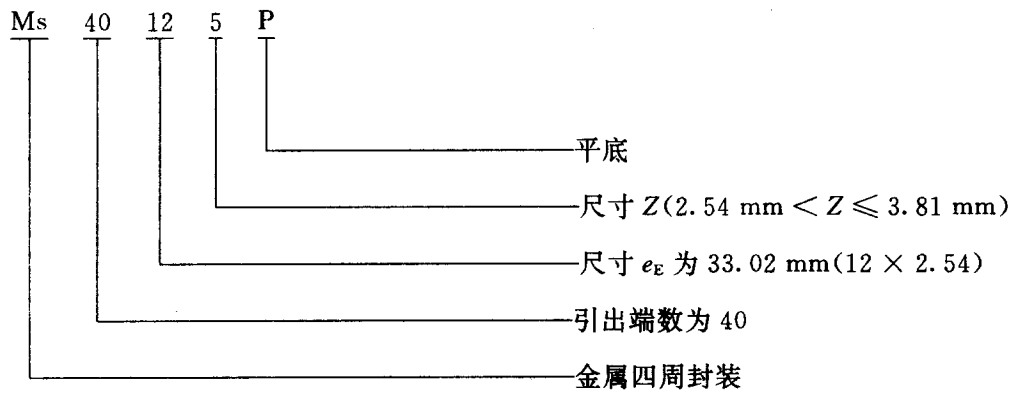 Ms 40 12 5 P
平底
尺寸 Z(2.54 mm < Z ⩽ 3.81 mm)
尺寸 eE 为 33.02 mm(12 × 2.54)
引出端数为 40
金属四周封装